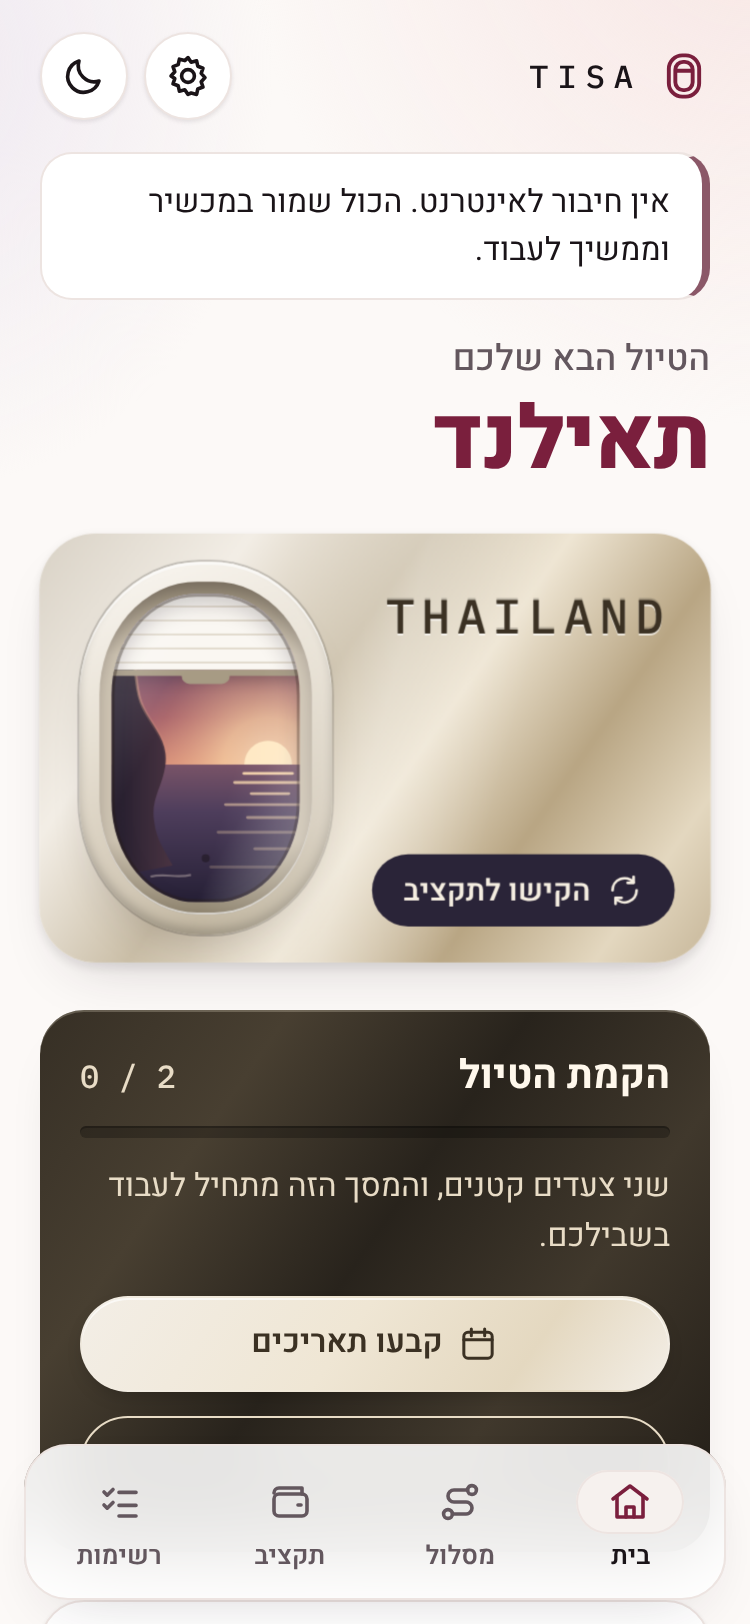 TISA
אין חיבור לאינטרנט. הכול שמור במכשיר
וממשיך לעבוד.
הטיול הבא שלכם
תאילנד
THAILAND
הקישו לתקציב
הקמת הטיול
0 / 2
שני צעדים קטנים, והמסך הזה מתחיל לעבוד
בשבילכם.
קבעו תאריכים
בית
מסלול
תקציב
רשימות